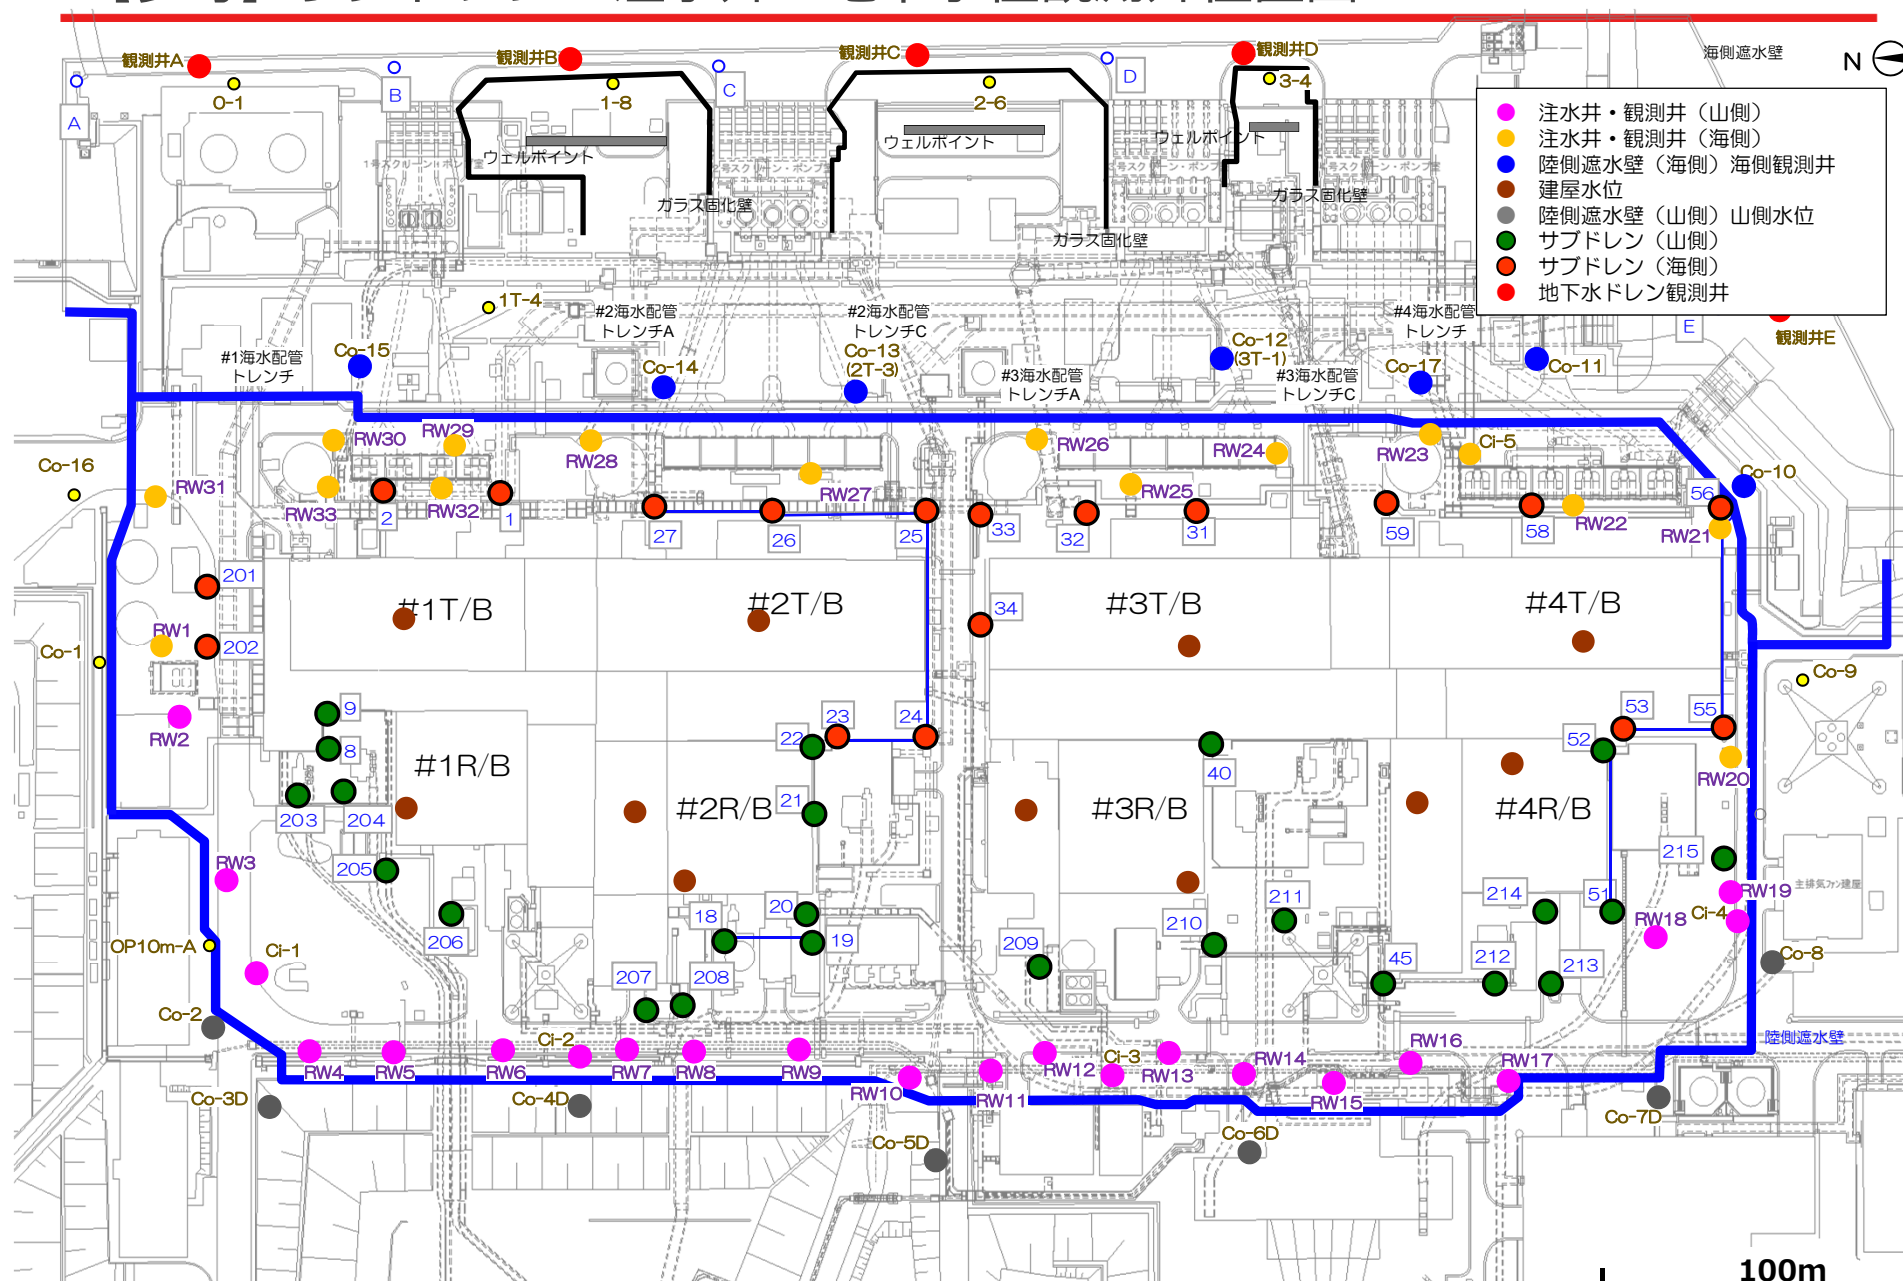 海側遮水壁
N
観測井A
観測井B
観測井C
観測井D
A
B
C
D
0-1
1-8
2-6
3-4
注水井・観測井（山側）
注水井・観測井（海側）
陸側遮水壁（海側）海側観測井
建屋水位
陸側遮水壁（山側）山側水位
サブドレン（山側）
サブドレン（海側）
地下水ドレン観測井
ウェルポイント
ウェルポイント
ウェルポイント
ガラス固化壁
ガラス固化壁
ガラス固化壁
1T-4
E
観測井E
#1海水配管
トレンチ
#2海水配管
トレンチA
#2海水配管
トレンチC
#3海水配管
トレンチA
#3海水配管
トレンチC
#4海水配管
トレンチ
Co-15
Co-14
Co-13
(2T-3)
Co-12
(3T-1)
Co-17
Co-11
Co-16
RW31
RW30
RW29
RW28
RW27
RW26
RW25
RW24
RW23
Ci-5
Co-10
RW33
2
RW32
1
27
26
25
33
32
31
59
58
RW22
56
RW21
201
202
RW1
Co-1
RW2
#1T/B
#2T/B
#3T/B
#4T/B
34
Co-9
9
8
203
204
205
206
#1R/B
#2R/B
#3R/B
#4R/B
22
23
24
21
40
52
53
55
RW20
215
主排気ファン建屋
RW3
OP10m-A
Ci-1
18
20
19
207
208
209
210
211
45
212
213
214
51
RW18
RW19
Ci-4
Co-8
Co-2
陸側遮水壁
RW4
RW5
RW6
Ci-2
RW7
RW8
RW9
RW10
RW11
RW12
Ci-3
RW13
RW14
RW15
RW16
RW17
Co-3D
Co-4D
Co-5D
Co-6D
Co-7D
100m